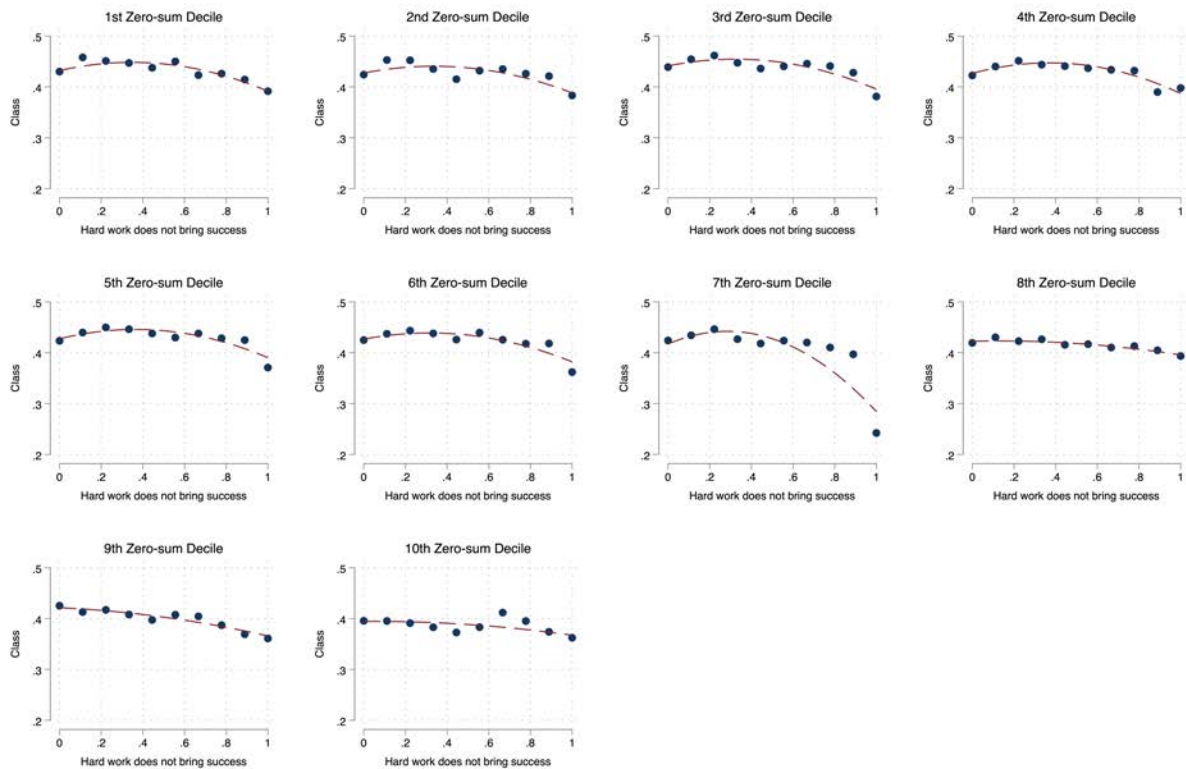 1st Zero-sum Decile
.5
.4
.3
.2
Class
0 .2 .4 .6 .8 1
Hard work does not bring success
2nd Zero-sum Decile
.5
.4
.3
.2
Class
0 .2 .4 .6 .8 1
Hard work does not bring success
3rd Zero-sum Decile
.5
.4
.3
.2
Class
0 .2 .4 .6 .8 1
Hard work does not bring success
4th Zero-sum Decile
.5
.4
.3
.2
Class
0 .2 .4 .6 .8 1
Hard work does not bring success
5th Zero-sum Decile
.5
.4
.3
.2
Class
0 .2 .4 .6 .8 1
Hard work does not bring success
6th Zero-sum Decile
.5
.4
.3
.2
Class
0 .2 .4 .6 .8 1
Hard work does not bring success
7th Zero-sum Decile
.5
.4
.3
.2
Class
0 .2 .4 .6 .8 1
Hard work does not bring success
8th Zero-sum Decile
.5
.4
.3
.2
Class
0 .2 .4 .6 .8 1
Hard work does not bring success
9th Zero-sum Decile
.5
.4
.3
.2
Class
0 .2 .4 .6 .8 1
Hard work does not bring success
10th Zero-sum Decile
.5
.4
.3
.2
Class
0 .2 .4 .6 .8 1
Hard work does not bring success